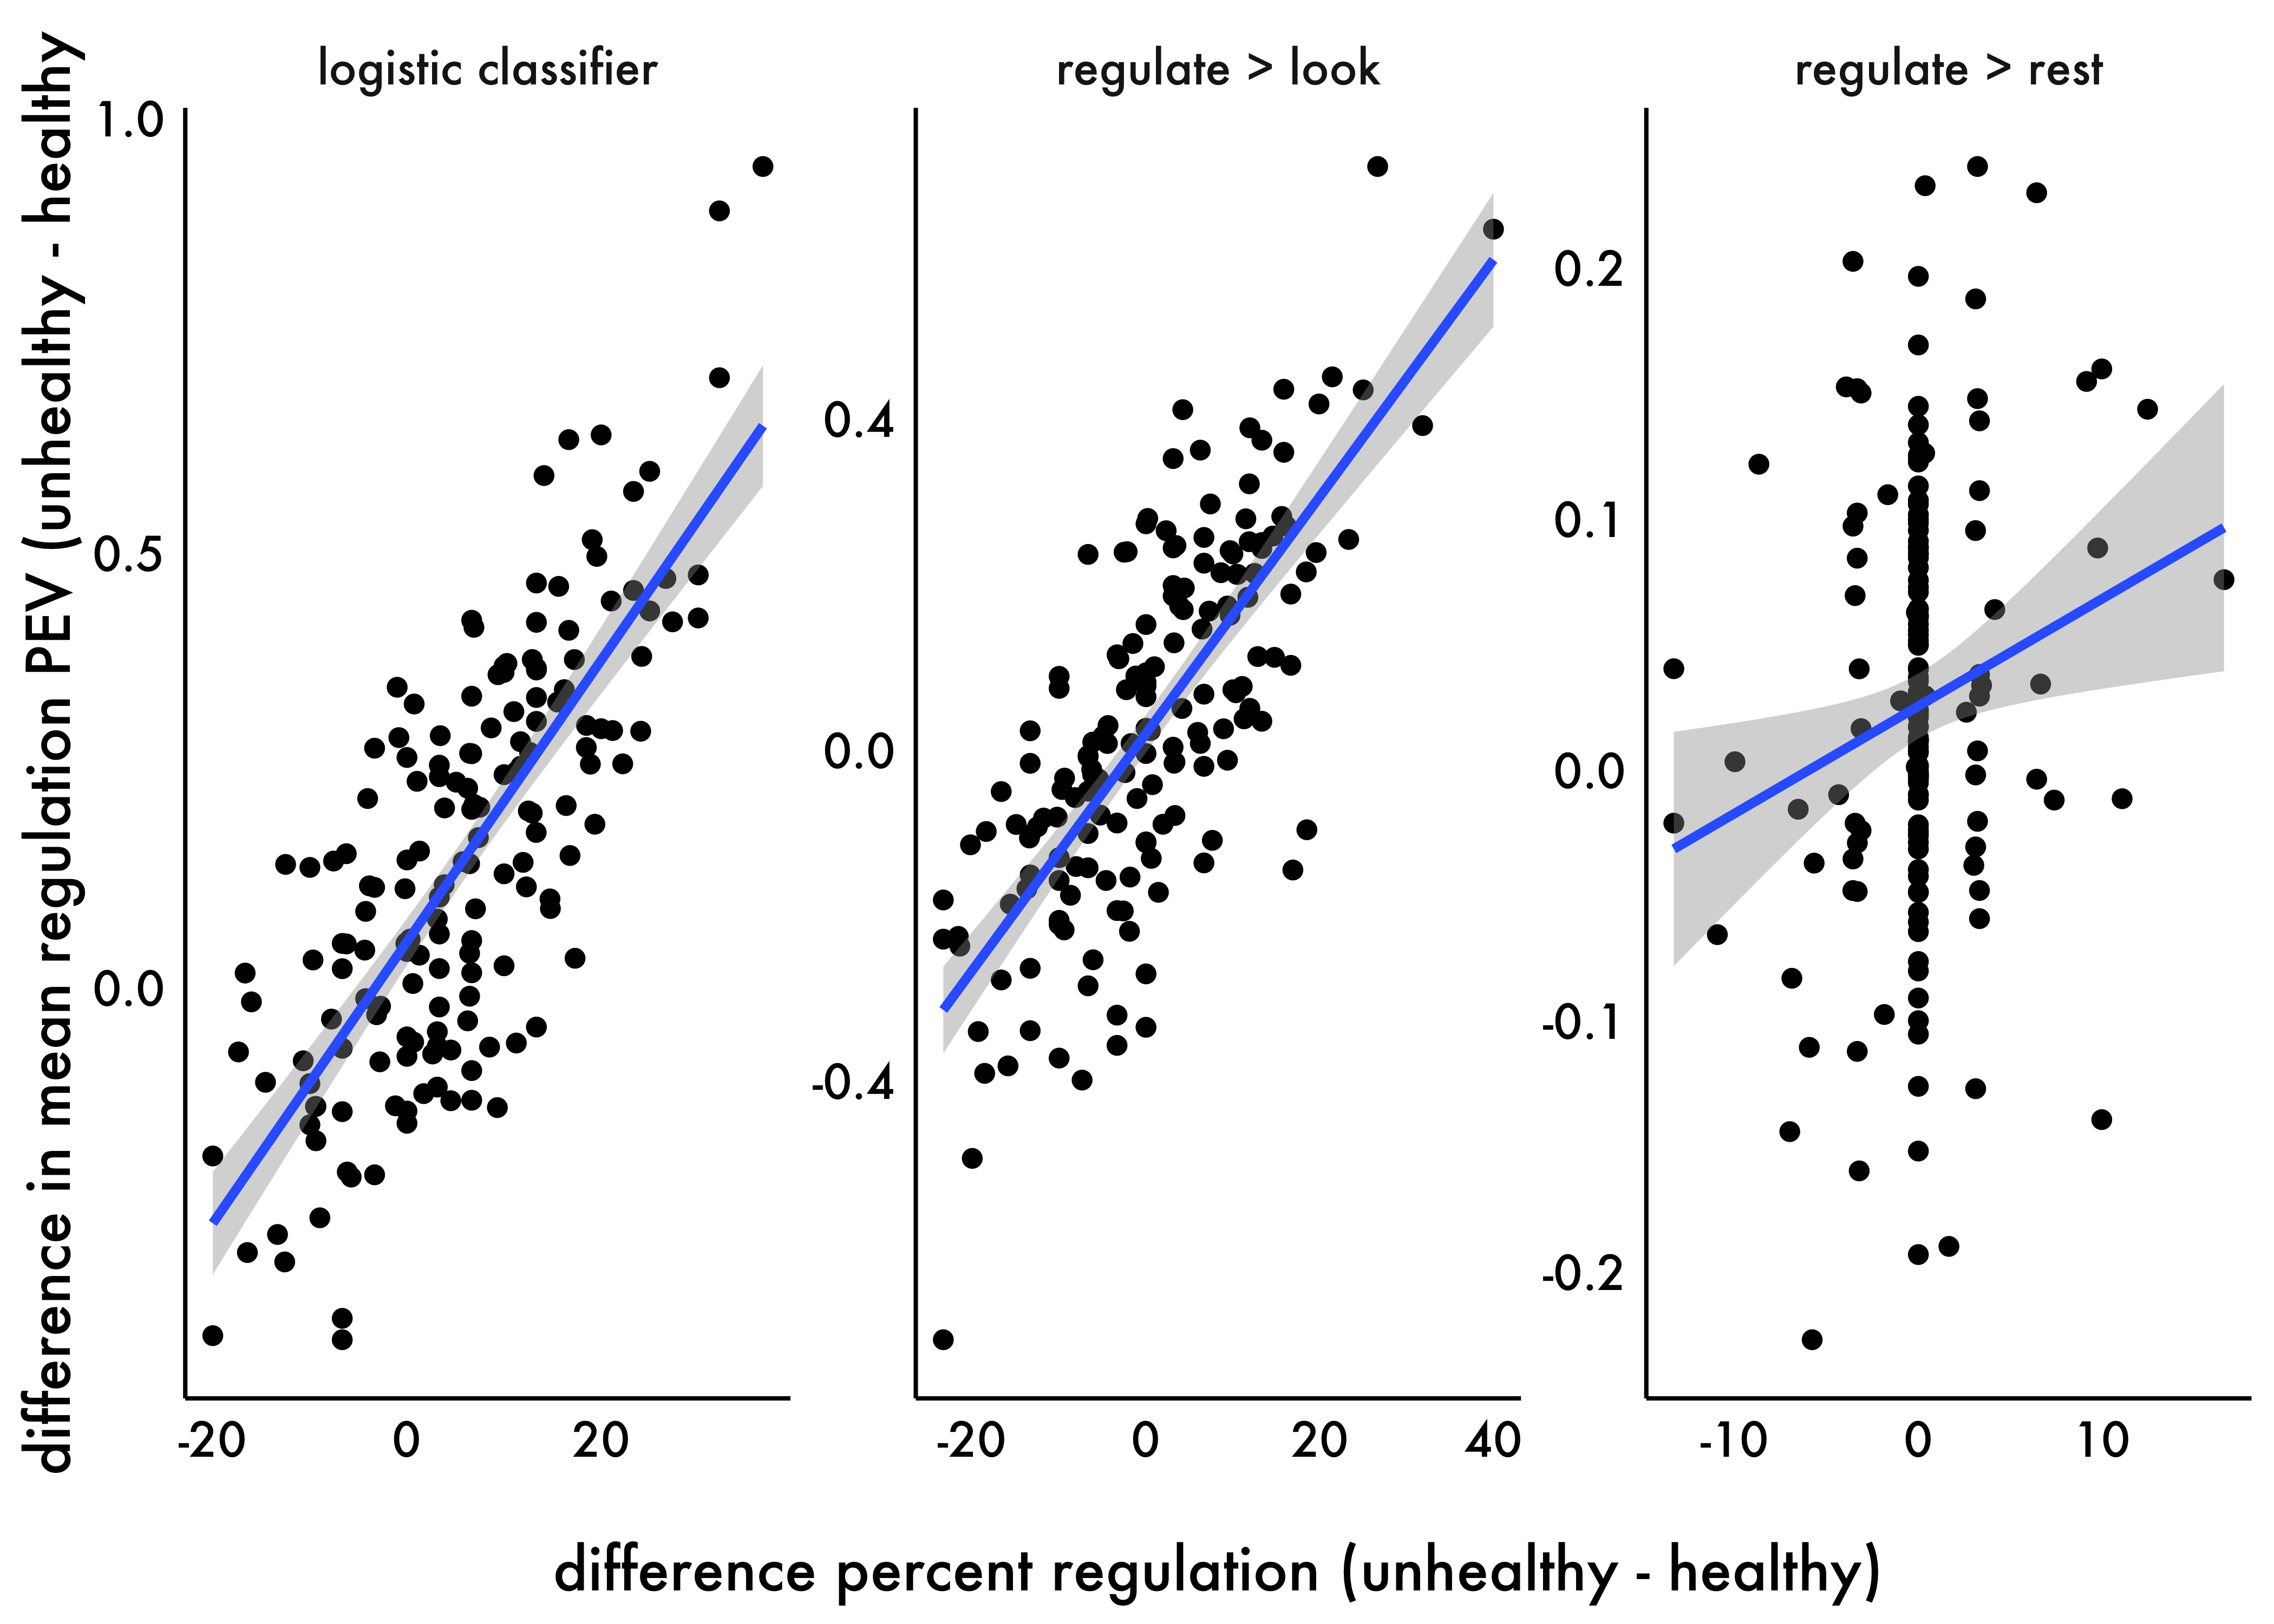 difference in mean regulation PEV (unhealthy - healthy
logistic classifier
regulate > look
regulate > rest
1.0
0.5
0.0
0.4
0.0
-0.4
0.2
0.1
0.0
-0.1
-0.2
-20 0 20
-20 0 20 40
-10 0 10
difference percent regulation (unhealthy - healthy)